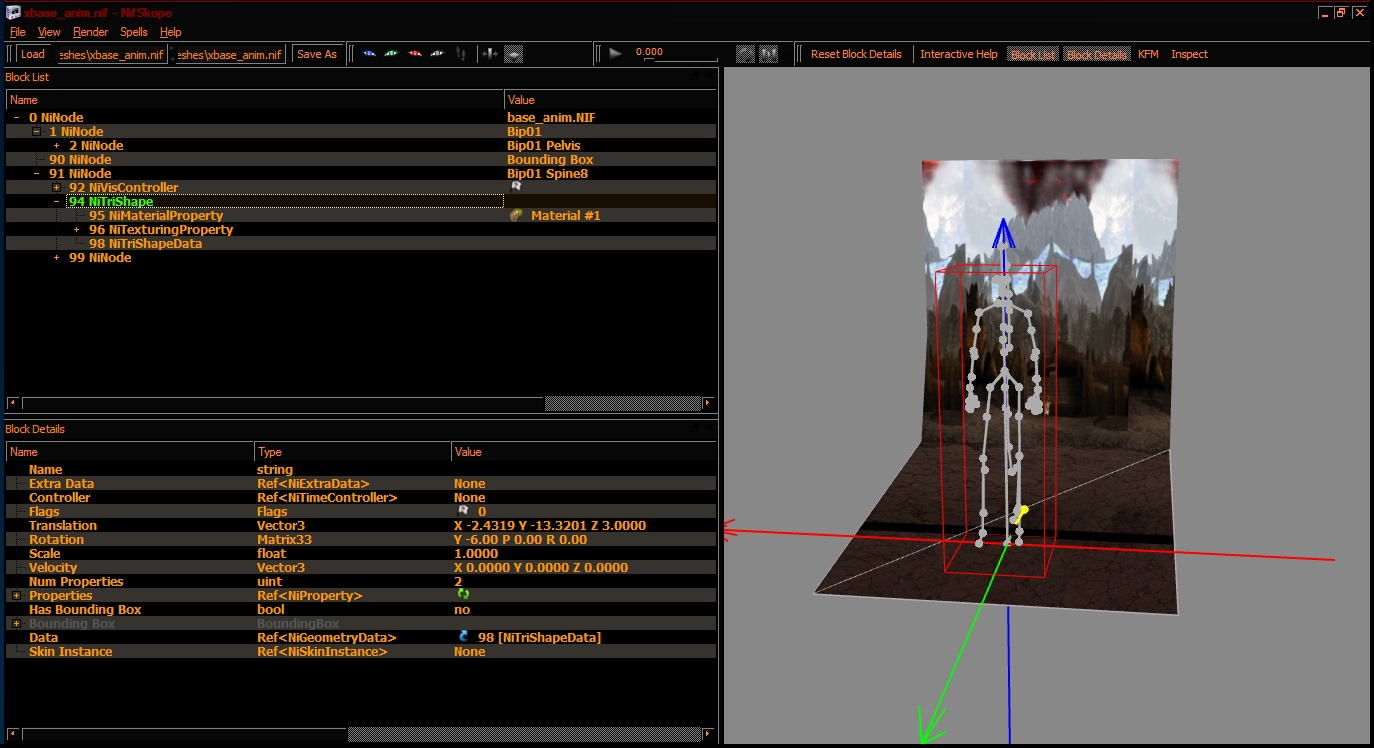 xbase_anim.nif - NifSkope
File View Render Spells Help
Load eshes\xbase_anim.nif eshes\xbase_anim.nif Save As 0.000 Reset Block Details Interactive Help Block List Block Details KFM Inspect
Block List
Name Value
0 NiNode base_anim.NIF
1 NiNode Bip01
2 NiNode Bip01 Pelvis
90 NiNode Bounding Box
91 NiNode Bip01 Spine8
92 NiVisController
94 NiTriShape
95 NiMaterialProperty Material #1
96 NiTexturingProperty
98 NiTriShapeData
99 NiNode
Block Details
Name Type Value
Name string
Extra Data Ref<NiExtraData> None
Controller Ref<NiTimeController> None
Flags Flags 0
Translation Vector3 X -2.4319 Y -13.3201 Z 3.0000
Rotation Matrix33 Y -6.00 P 0.00 R 0.00
Scale float 1.0000
Velocity Vector3 X 0.0000 Y 0.0000 Z 0.0000
Num Properties uint 2
Properties Ref<NiProperty>
Has Bounding Box bool no
Bounding Box BoundingBox
Data Ref<NiGeometryData> 98 [NiTriShapeData]
Skin Instance Ref<NiSkinInstance> None